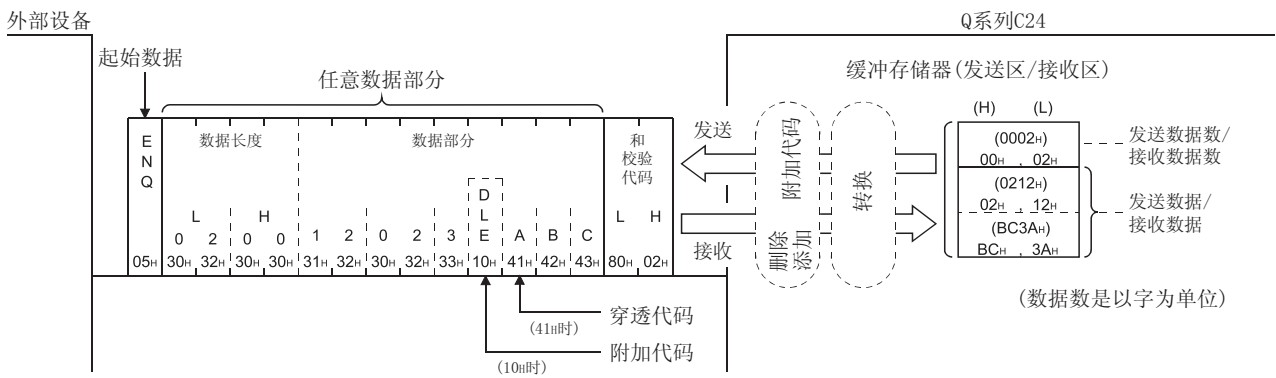 外部设备
Q系列C24
起始数据
任意数据部分
缓冲存储器(发送区/接收区)
ENQ
数据长度
数据部分
和
校验
代码
发送
接收
附加代码
删除
添加
转换
(H) (L)
(0002H)
00H , 02H
(0212H)
02H , 12H
(BC3AH)
BCH , 3AH
发送数据数/
接收数据数
发送数据/
接收数据
DLE
L H L H
0 2 0 0 1 2 0 2 3 A B C
05H 30H 32H 30H 30H 31H 32H 30H 32H 33H 10H 41H 42H 43H 80H 02H
(数据数是以字为单位)
(41H时)
穿透代码
(10H时)
附加代码